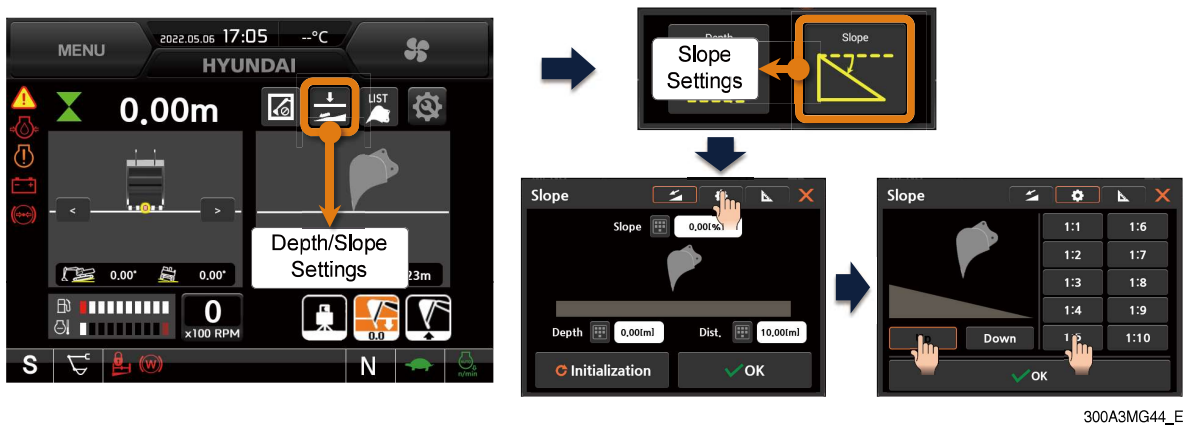 MENU
2022.05.06 17:05 --°C
HYUNDAI
0.00m
LIST
<
>
0.00°
0.00°
23m
Depth/Slope
Settings
0
x100 RPM
0.0
S
(W)
N
n/min
Depth
Slope
Slope
Settings
Slope
Slope
0,00[%]
Depth
0,00[m]
Dist.
10,00[m]
Initialization
OK
Slope
1:1
1:6
1:2
1:7
1:3
1:8
1:4
1:9
Down
1:10
OK
300A3MG44_E